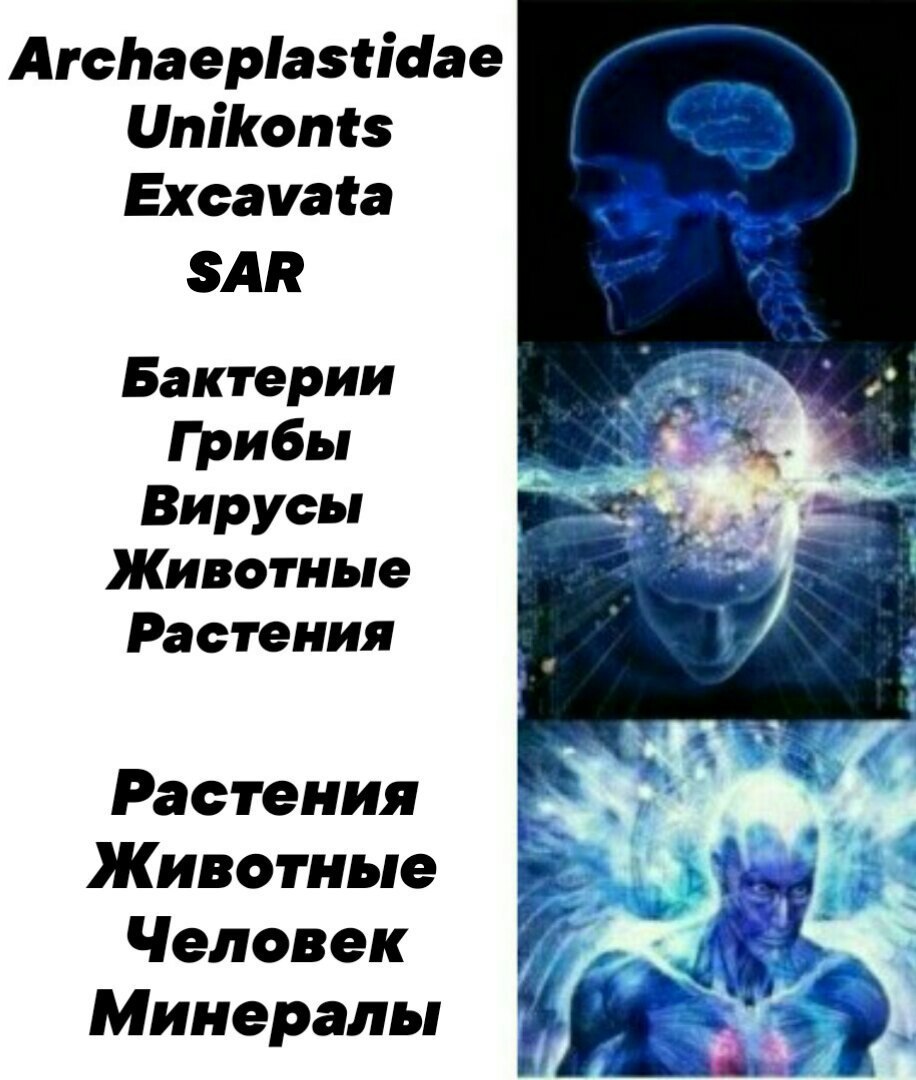 Archaeplastidae
Unikonts
Excavata
SAR
Бактерии
Грибы
Вирусы
Животные
Растения
Растения
Животные
Человек
Минералы